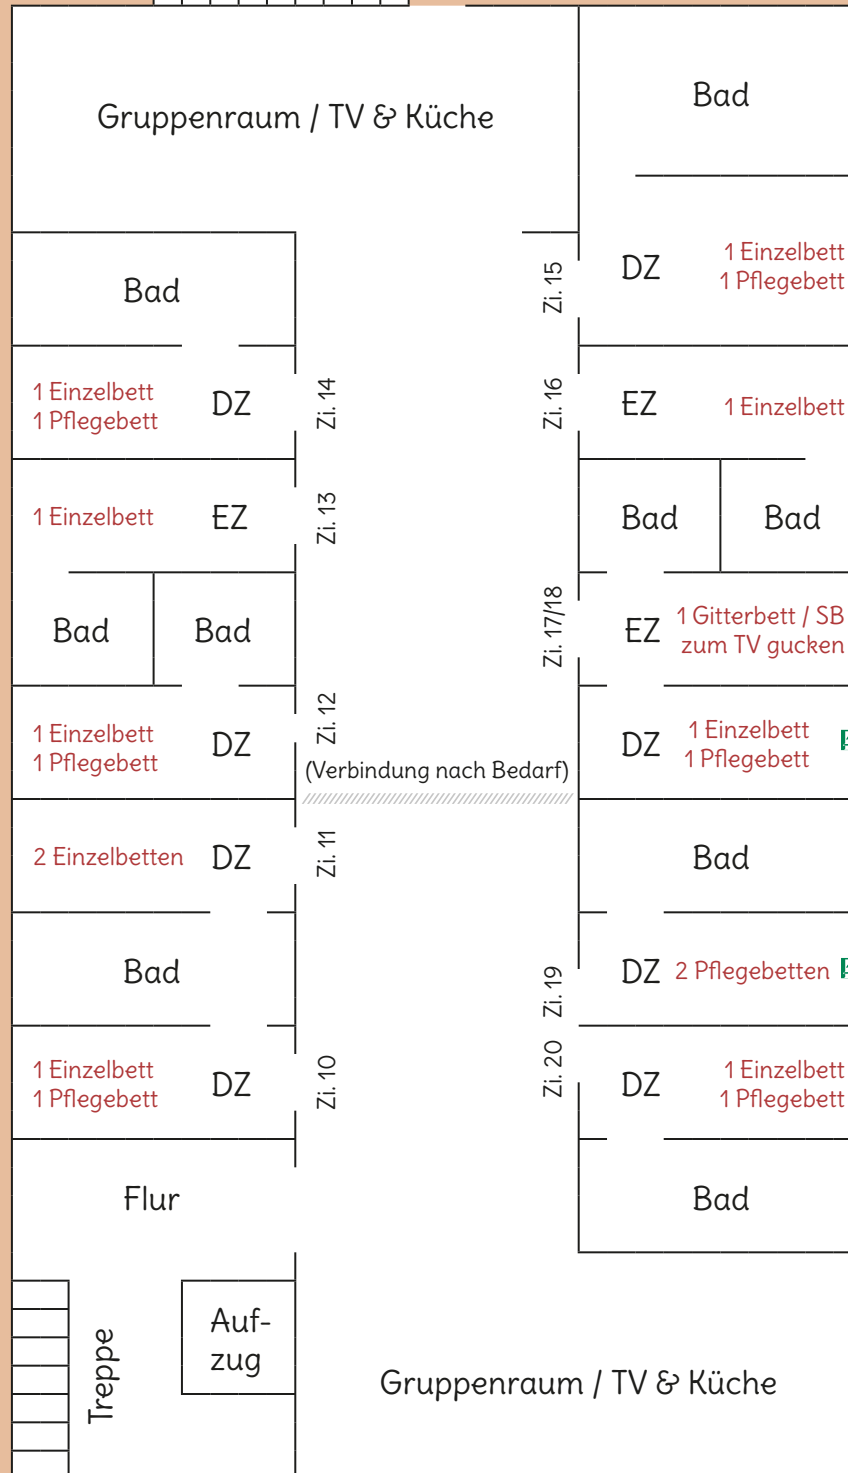 Gruppenraum / TV & Küche
Bad
Bad
DZ
1 Einzelbett
1 Pflegebett
Zi. 15
1 Einzelbett
1 Pflegebett
DZ
Zi. 14
Zi. 16
EZ
1 Einzelbett
1 Einzelbett
EZ
Zi. 13
Bad
Bad
Bad
Bad
Zi. 17/18
EZ
1 Gitterbett / SB
zum TV gucken
1 Einzelbett
1 Pflegebett
DZ
Zi. 12
DZ
1 Einzelbett
1 Pflegebett
(Verbindung nach Bedarf)
2 Einzelbetten
DZ
Zi. 11
Bad
Bad
Zi. 19
DZ
2 Pflegebetten
1 Einzelbett
1 Pflegebett
DZ
Zi. 10
Zi. 20
DZ
1 Einzelbett
1 Pflegebett
Flur
Bad
Treppe
Auf-
zug
Gruppenraum / TV & Küche